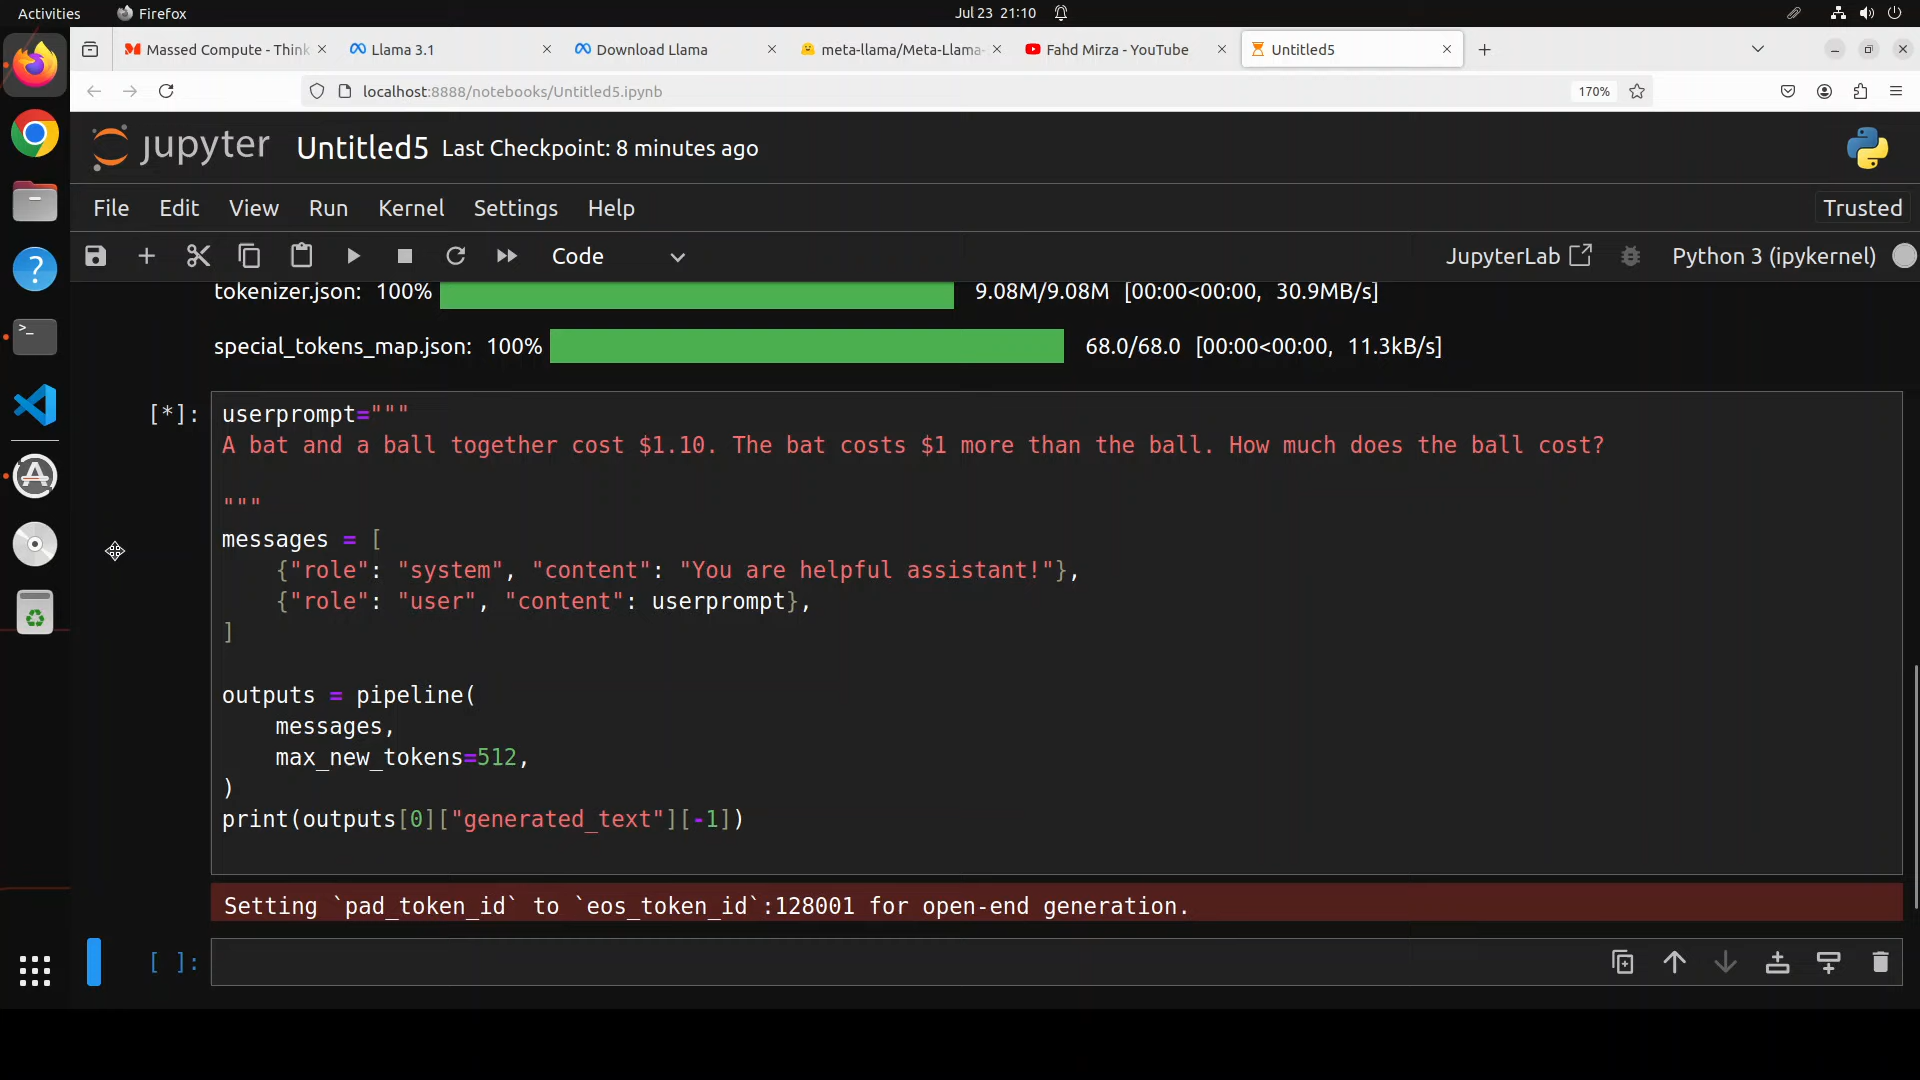 Activities Firefox Jul 23 21:10
Massed Compute - Think Llama 3.1 Download Llama meta-llama/Meta-Llama- Fahd Mirza - YouTube Untitled5
localhost:8888/notebooks/Untitled5.ipynb 170%
jupyter Untitled5 Last Checkpoint: 8 minutes ago
File Edit View Run Kernel Settings Help Trusted
Code JupyterLab Python 3 (ipykernel)
tokenizer.json: 100% 9.08M/9.08M [00:00<00:00, 30.9MB/s]
special_tokens_map.json: 100% 68.0/68.0 [00:00<00:00, 11.3kB/s]
[*]: userprompt="""
A bat and a ball together cost $1.10. The bat costs $1 more than the ball. How much does the ball cost?
"""
messages = [
{"role": "system", "content": "You are helpful assistant!"},
{"role": "user", "content": userprompt},
]
outputs = pipeline(
messages,
max_new_tokens=512,
)
print(outputs[0]["generated_text"][-1])
Setting `pad_token_id` to `eos_token_id`:128001 for open-end generation.
[ ]: